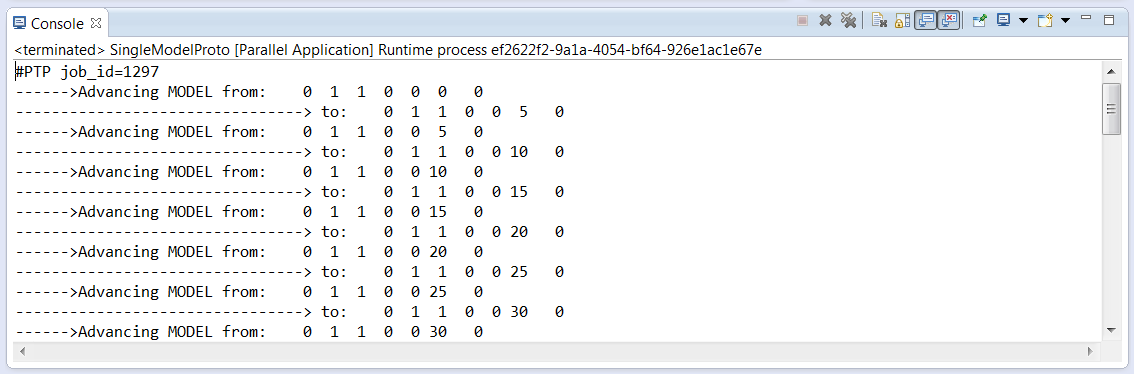 Console
<terminated> SingleModelProto [Parallel Application] Runtime process ef2622f2-9a1a-4054-bf64-926e1ac1e67e
#PTP job_id=1297
------>Advancing MODEL from:    0  1  1  0  0  0   0
--------------------------------> to:    0  1  1  0  0  5   0
------>Advancing MODEL from:    0  1  1  0  0  5   0
--------------------------------> to:    0  1  1  0  0 10   0
------>Advancing MODEL from:    0  1  1  0  0 10   0
--------------------------------> to:    0  1  1  0  0 15   0
------>Advancing MODEL from:    0  1  1  0  0 15   0
--------------------------------> to:    0  1  1  0  0 20   0
------>Advancing MODEL from:    0  1  1  0  0 20   0
--------------------------------> to:    0  1  1  0  0 25   0
------>Advancing MODEL from:    0  1  1  0  0 25   0
--------------------------------> to:    0  1  1  0  0 30   0
------>Advancing MODEL from:    0  1  1  0  0 30   0